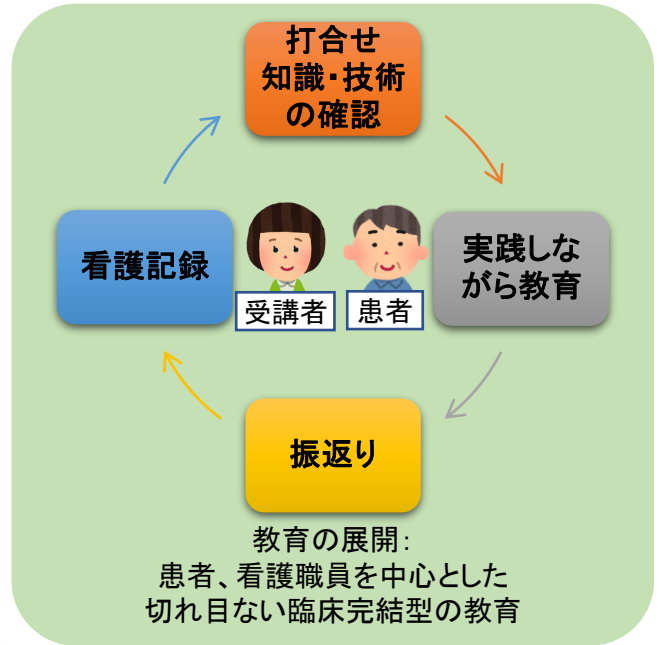 打合せ
知識・技術
の確認
看護記録
受講者
患者
実践しな
がら教育
振返り
教育の展開：
患者、看護職員を中心とした
切れ目ない臨床完結型の教育